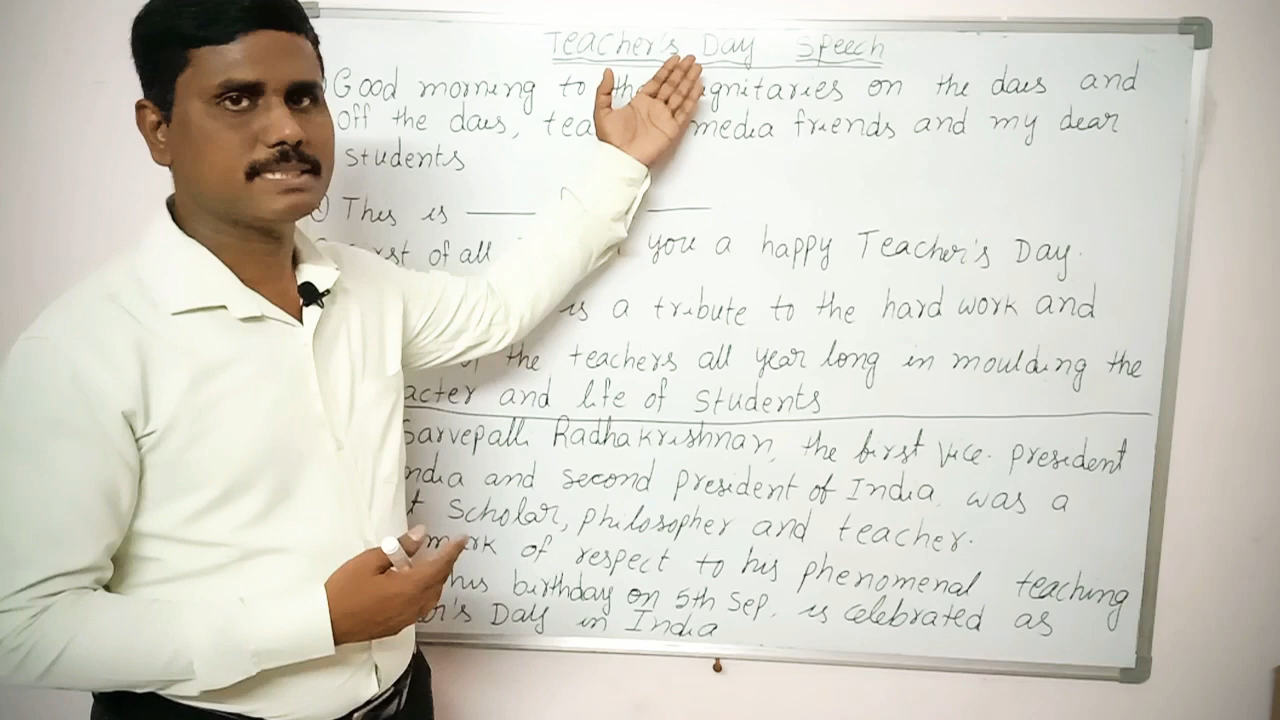 Teacher's Day Speech
Good morning to the dignitaries on the dais and
off the dais, media friends and my dear
students
This is
of all you a happy Teacher's Day.
is a tribute to the hard work and
the teachers all year long in moulding the
acter and life of students
Sarvepalli Radhakrishnan, the first Vice-president
India and second president of India, was a
scholar, philosopher and teacher.
mark of respect to his phenomenal teaching
his birthday on 5th Sep. is celebrated as
er's Day in India